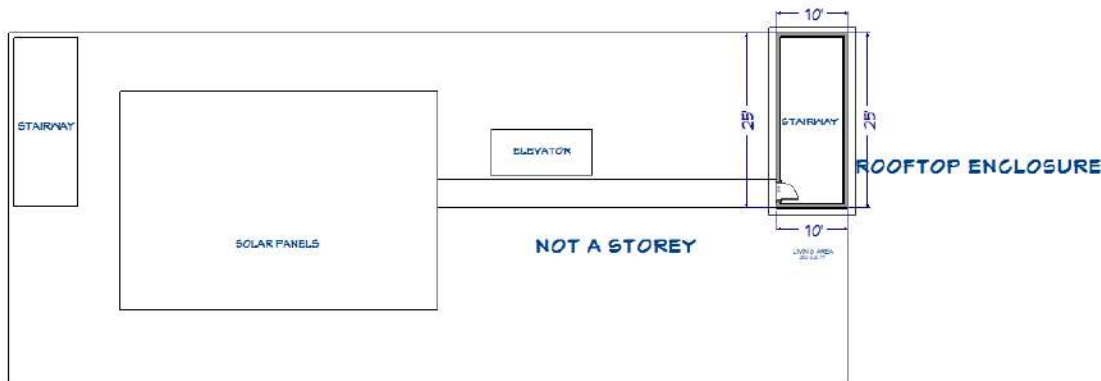 10'
STAIRWAY
25'
STAIRWAY
25'
ELEVATOR
ROOFTOP ENCLOSURE
SOLAR PANELS
NOT A STOREY
10'
LIVING AREA